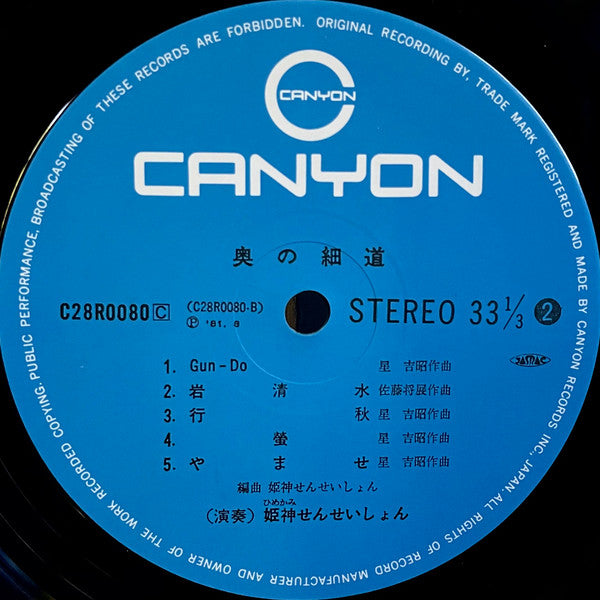 CANYON
CANYON
奥の細道
C28R0080 C (C28R0080-B) STEREO 33 1/3 2
Ⓟ '81. 8
JASRAC
1. Gun-Do 星 吉昭作曲
2. 岩清水 佐藤将展作曲
3. 行秋 星 吉昭作曲
4. 螢 星 吉昭作曲
5. やませ 星 吉昭作曲
編曲 姫神せんせいしょん
ひめかみ
(演奏) 姫神せんせいしょん
PUBLIC PERFORMANCE, BROADCASTING OF THESE RECORDS ARE FORBIDDEN. ORIGINAL RECORDING BY, TRADE MARK REGISTERED AND MADE BY CANYON RECORDS INC., JAPAN. ALL RIGHTS OF RECORD MANUFACTURER AND OWNER OF THE WORK RECORDED COPYING.